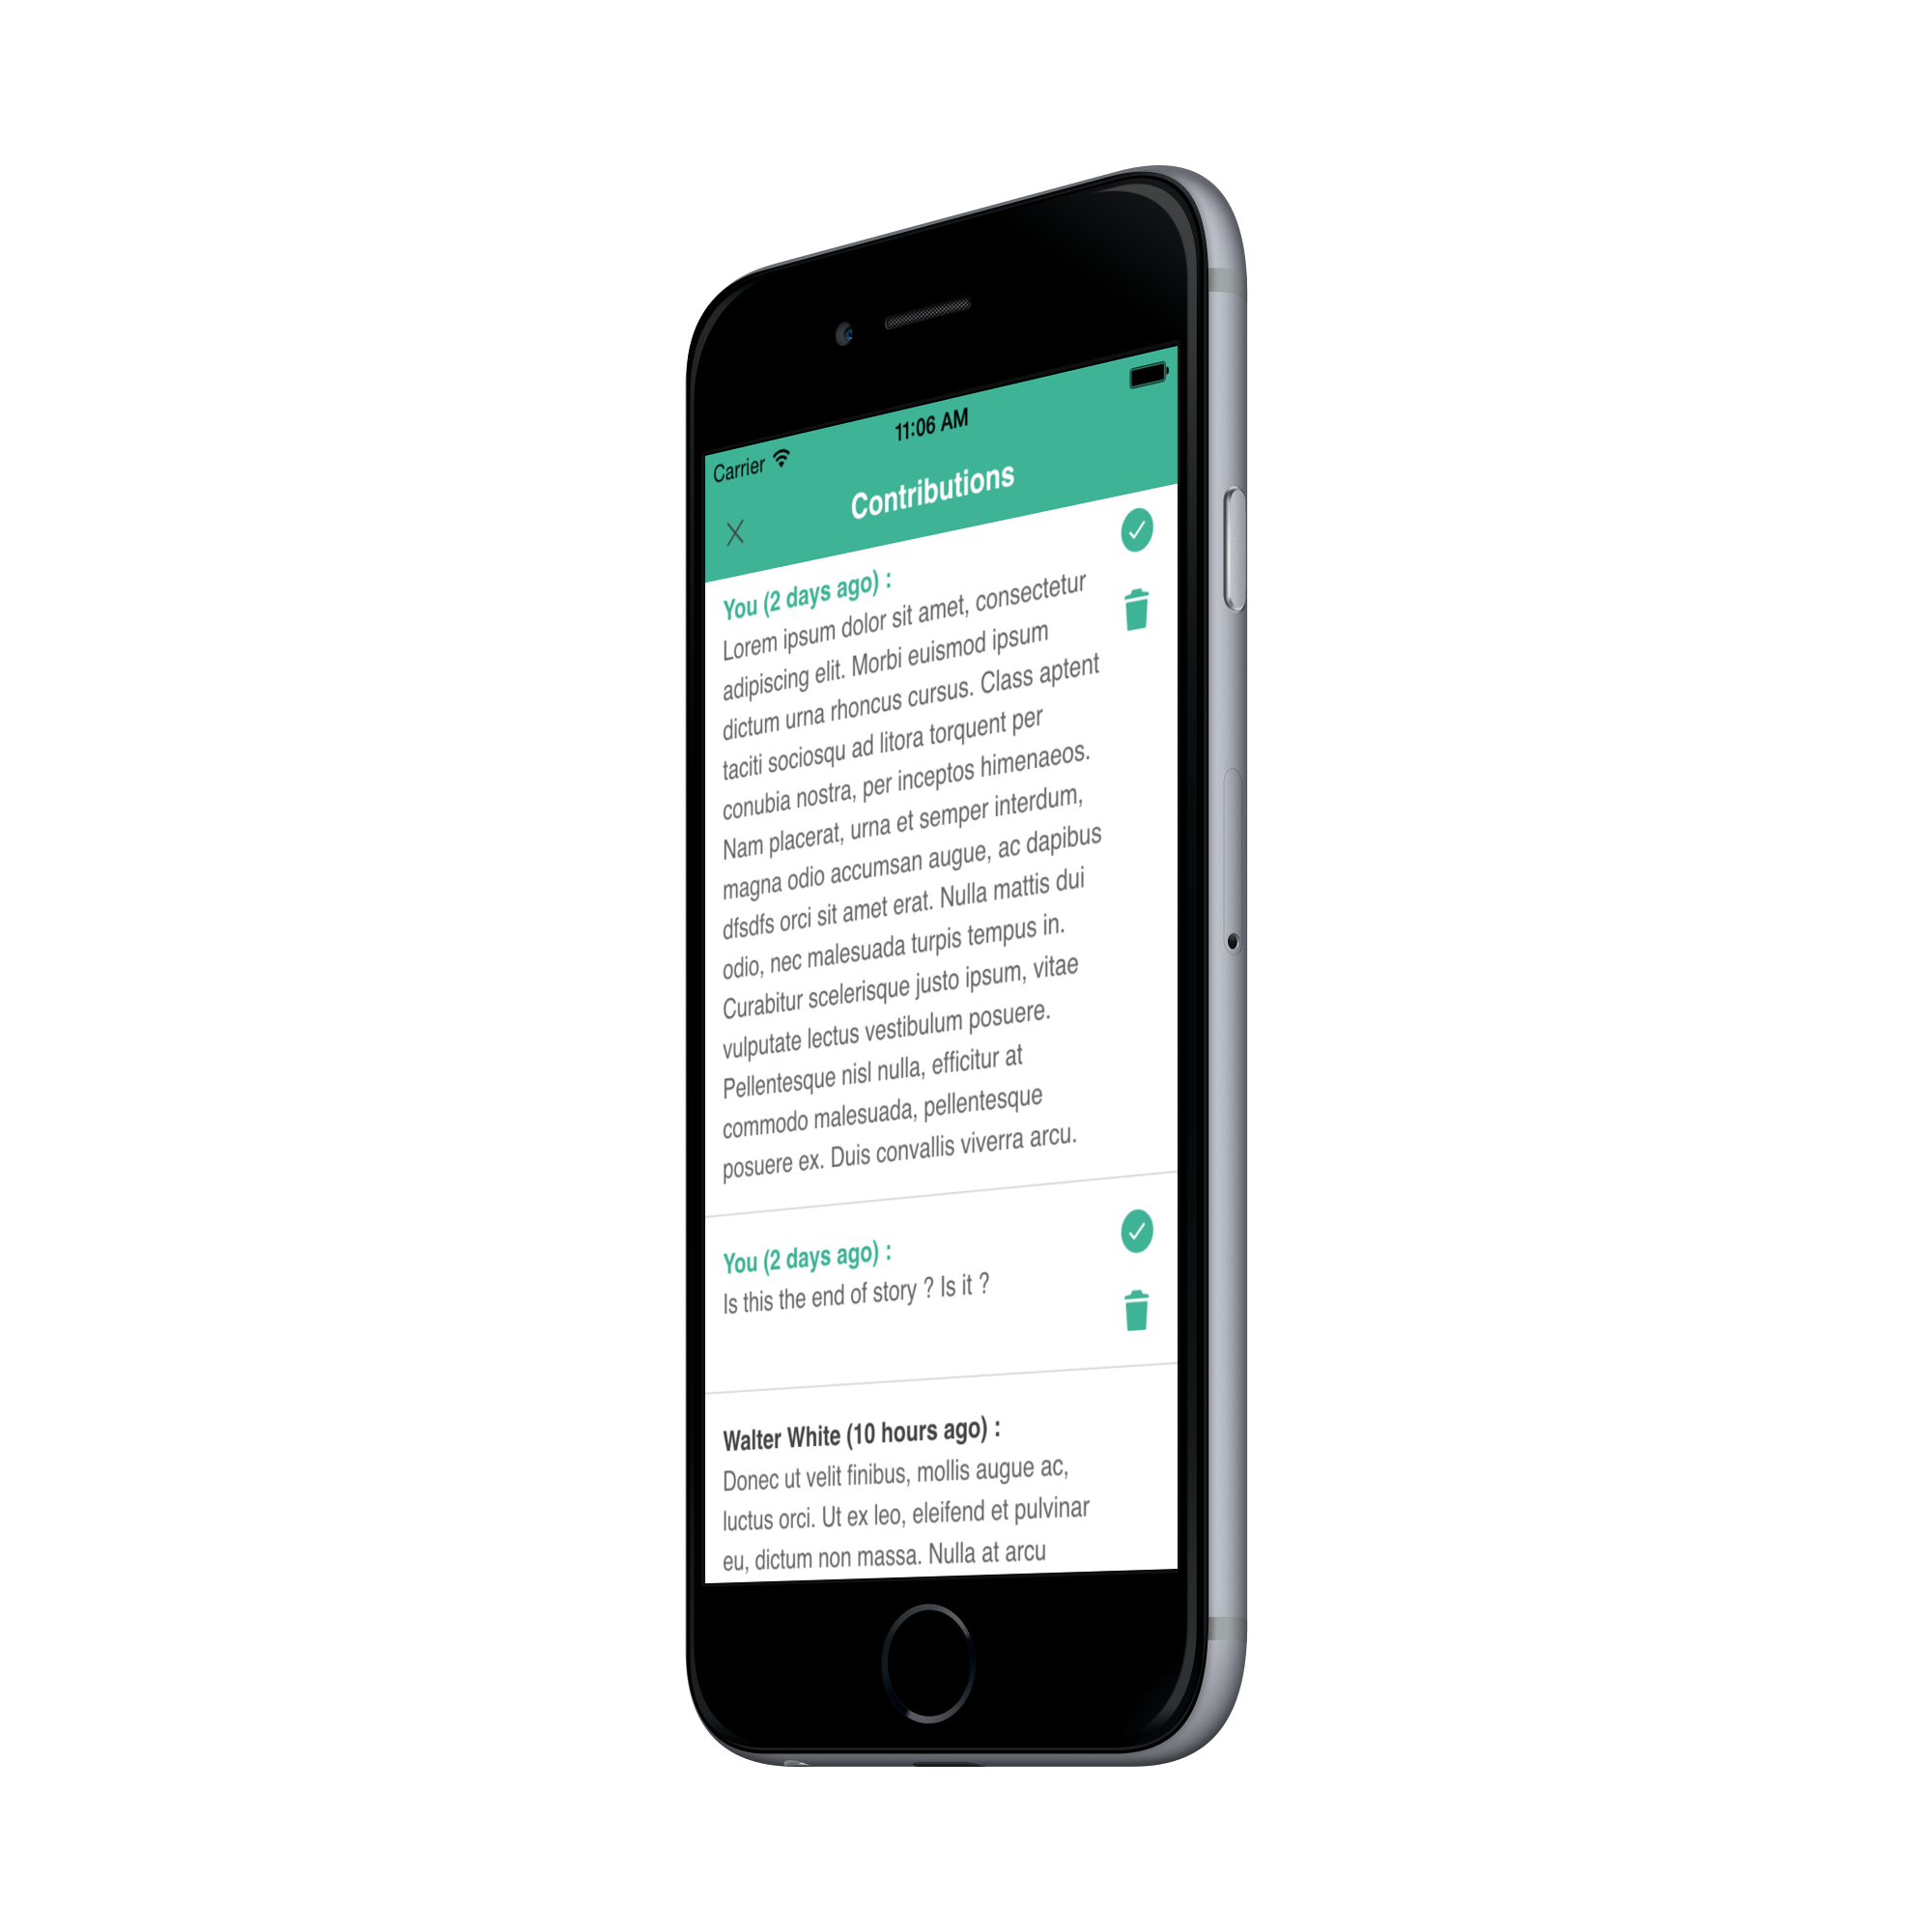 11:06 AM
Carrier
Contributions
You (2 days ago) :
Lorem ipsum dolor sit amet, consectetur
adipiscing elit. Morbi euismod ipsum
dictum urna rhoncus cursus. Class aptent
taciti sociosqu ad litora torquent per
conubia nostra, per inceptos himenaeos.
Nam placerat, urna et semper interdum,
magna odio accumsan augue, ac dapibus
dfsdfs orci sit amet erat. Nulla mattis dui
odio, nec malesuada turpis tempus in.
Curabitur scelerisque justo ipsum, vitae
vulputate lectus vestibulum posuere.
Pellentesque nisl nulla, efficitur at
commodo malesuada, pellentesque
posuere ex. Duis convallis viverra arcu.
You (2 days ago) :
Is this the end of story ? Is it ?
Walter White (10 hours ago) :
Donec ut velit finibus, mollis augue ac,
luctus orci. Ut ex leo, eleifend et pulvinar
eu, dictum non massa. Nulla at arcu